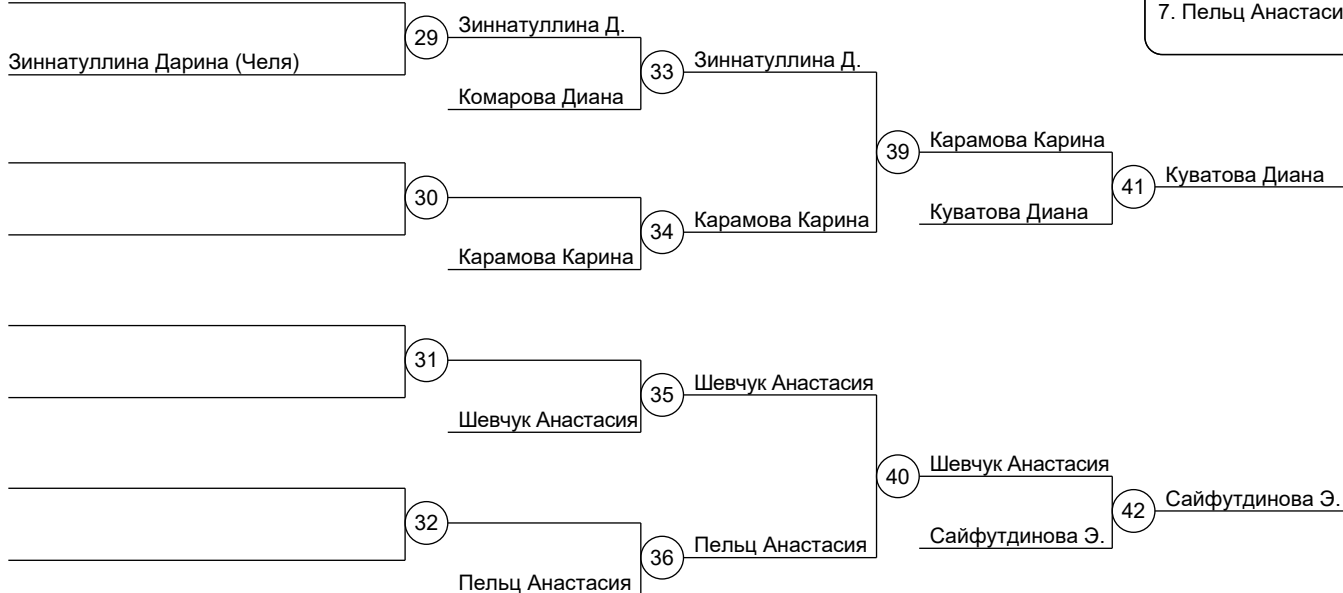 7. Пельц Анастаси
29
Зиннатуллина Д.
Зиннатуллина Дарина (Челя)
33
Зиннатуллина Д.
Комарова Диана
39
Карамова Карина
41
Куватова Диана
30
Куватова Диана
34
Карамова Карина
Карамова Карина
31
35
Шевчук Анастасия
Шевчук Анастасия
40
Шевчук Анастасия
42
Сайфутдинова Э.
32
Сайфутдинова Э.
36
Пельц Анастасия
Пельц Анастасия